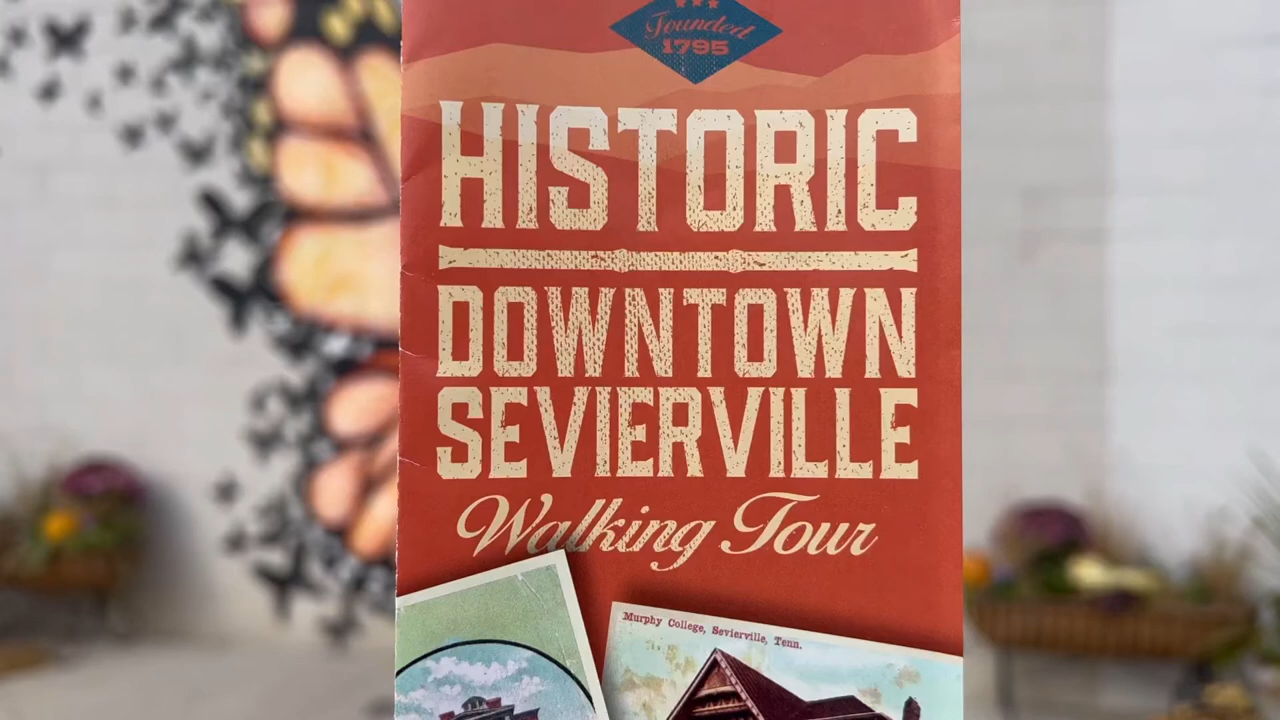 Founded
1795
HISTORIC
DOWNTOWN
SEVIERVILLE
Walking Tour
Murphy College, Sevierville, Tenn.